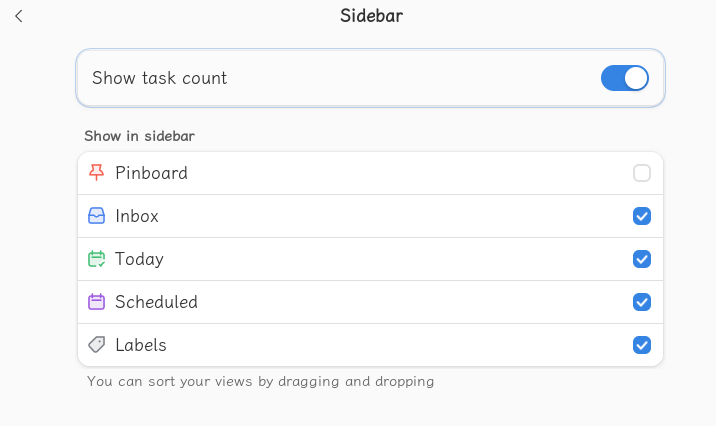 Sidebar
Show task count
Show in sidebar
Pinboard
Inbox
Today
Scheduled
Labels
You can sort your views by dragging and dropping